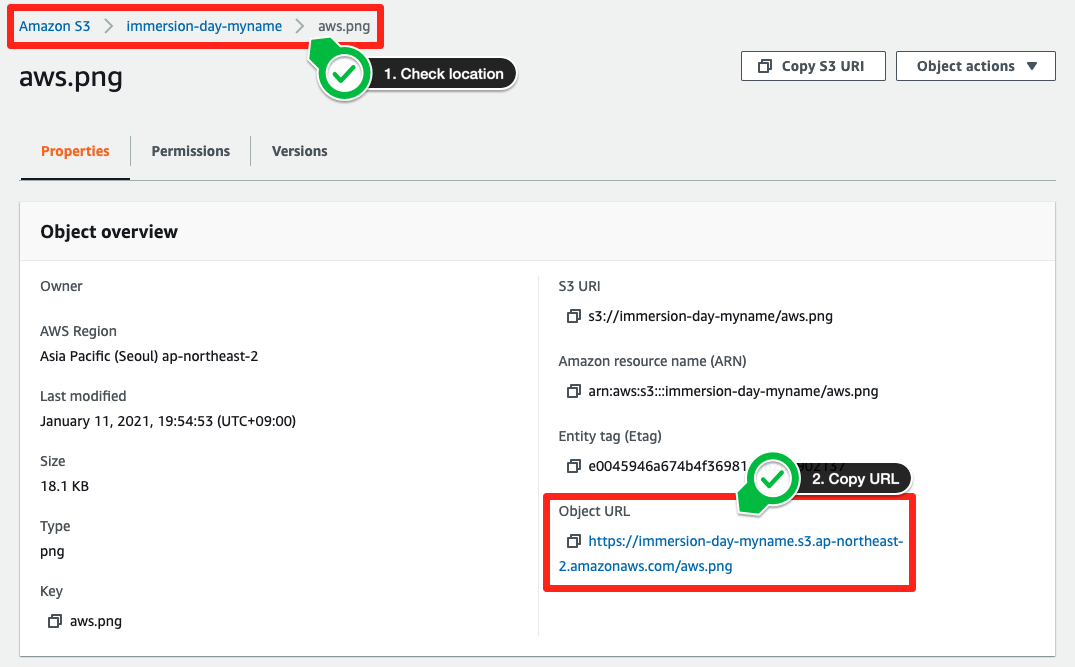 Amazon S3 > immersion-day-myname > aws.png
1. Check location
aws.png
Copy S3 URI
Object actions
Properties
Permissions
Versions
Object overview
Owner
AWS Region
Asia Pacific (Seoul) ap-northeast-2
Last modified
January 11, 2021, 19:54:53 (UTC+09:00)
Size
18.1 KB
Type
png
Key
aws.png
S3 URI
s3://immersion-day-myname/aws.png
Amazon resource name (ARN)
arn:aws:s3:::immersion-day-myname/aws.png
Entity tag (Etag)
2. Copy URL
Object URL
https://immersion-day-myname.s3.ap-northeast-
2.amazonaws.com/aws.png